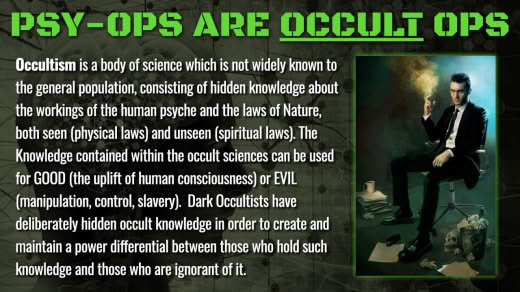 PSY-OPS ARE OCCULT OPS
Occultism is a body of science which is not widely known to
the general population, consisting of hidden knowledge about
the workings of the human psyche and the laws of Nature,
both seen (physical laws) and unseen (spiritual laws). The
Knowledge contained within the occult sciences can be used
for GOOD (the uplift of human consciousness) or EVIL
(manipulation, control, slavery).  Dark Occultists have
deliberately hidden occult knowledge in order to create and
maintain a power differential between those who hold such
knowledge and those who are ignorant of it.